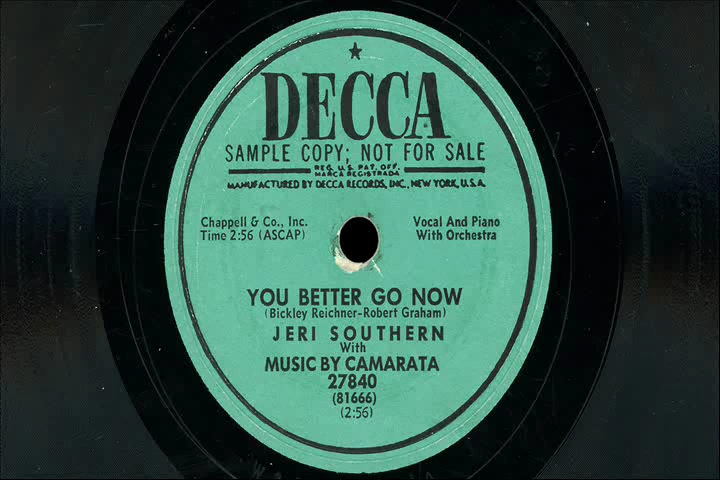 DECCA
SAMPLE COPY; NOT FOR SALE
REG. U.S. PAT. OFF.
MARCA REGISTRADA
MANUFACTURED BY DECCA RECORDS, INC., NEW YORK, U.S.A.
Chappell & Co., Inc.
Time 2:56 (ASCAP)
Vocal And Piano
With Orchestra
YOU BETTER GO NOW
(Bickley Reichner-Robert Graham)
JERI SOUTHERN
With
MUSIC BY CAMARATA
27840
(81666)
(2:56)